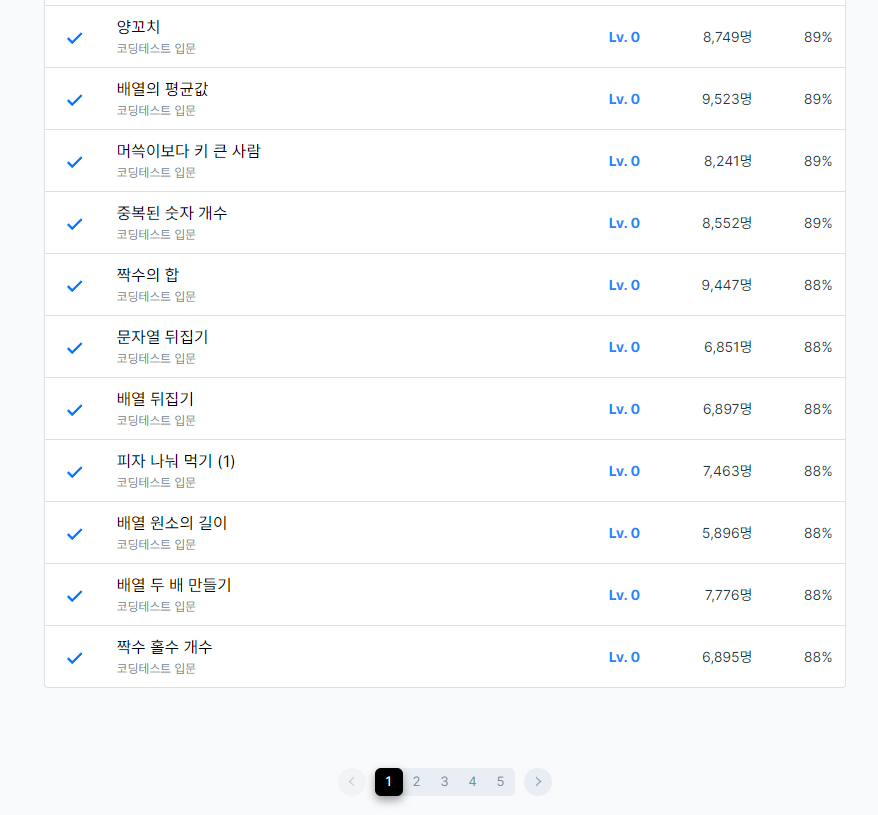 양꼬치
코딩테스트 입문
Lv. 0
8,749명
89%
배열의 평균값
코딩테스트 입문
Lv. 0
9,523명
89%
머쓱이보다 키 큰 사람
코딩테스트 입문
Lv. 0
8,241명
89%
중복된 숫자 개수
코딩테스트 입문
Lv. 0
8,552명
89%
짝수의 합
코딩테스트 입문
Lv. 0
9,447명
88%
문자열 뒤집기
코딩테스트 입문
Lv. 0
6,851명
88%
배열 뒤집기
코딩테스트 입문
Lv. 0
6,897명
88%
피자 나눠 먹기 (1)
코딩테스트 입문
Lv. 0
7,463명
88%
배열 원소의 길이
코딩테스트 입문
Lv. 0
5,896명
88%
배열 두 배 만들기
코딩테스트 입문
Lv. 0
7,776명
88%
짝수 홀수 개수
코딩테스트 입문
Lv. 0
6,895명
88%
1 2 3 4 5